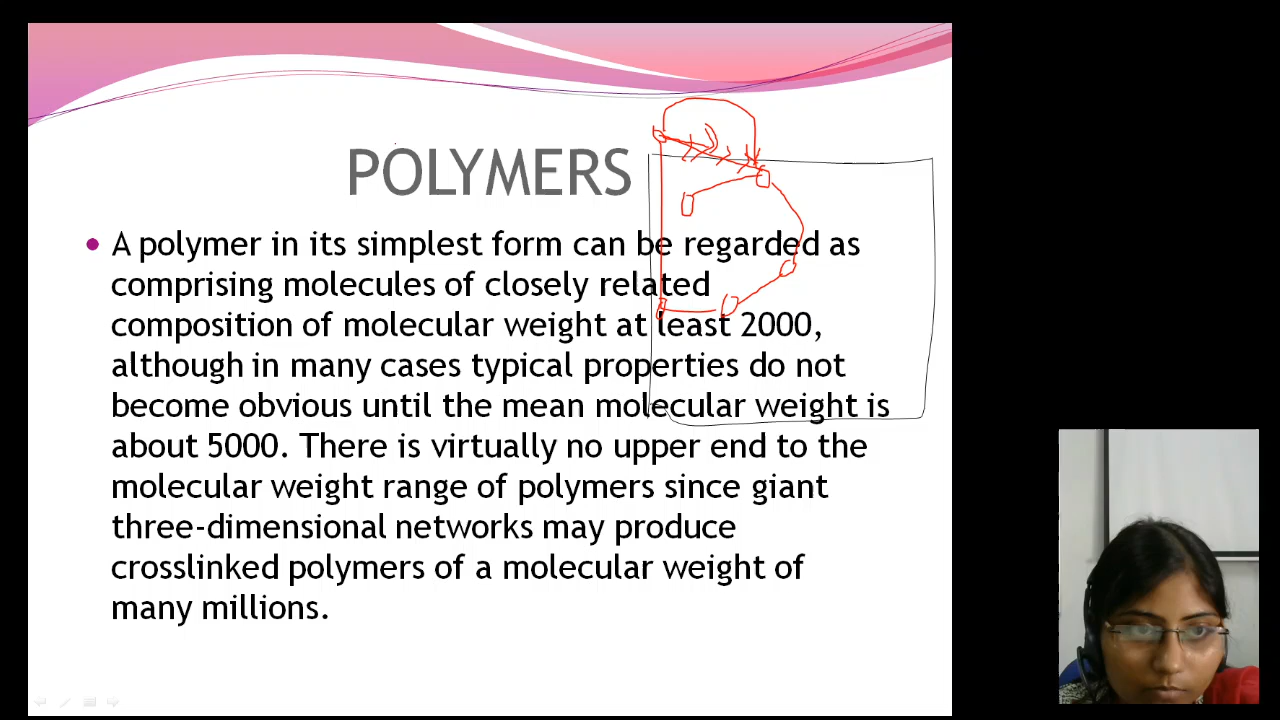 POLYMERS
A polymer in its simplest form can be regarded as
comprising molecules of closely related
composition of molecular weight at least 2000,
although in many cases typical properties do not
become obvious until the mean molecular weight is
about 5000. There is virtually no upper end to the
molecular weight range of polymers since giant
three-dimensional networks may produce
crosslinked polymers of a molecular weight of
many millions.